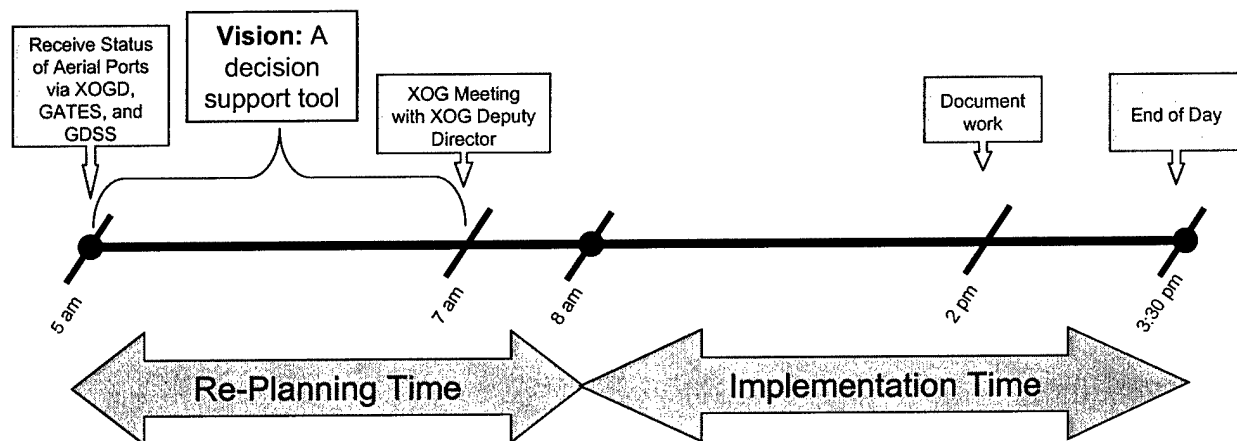 Receive Status
of Aerial Ports
via XOGD,
GATES, and
GDSS
Vision: A
decision
support tool
XOG Meeting
with XOG Deputy
Director
Document
work
End of Day
5 am
7 am
8 am
2 pm
3:30 pm
Re-Planning Time
Implementation Time